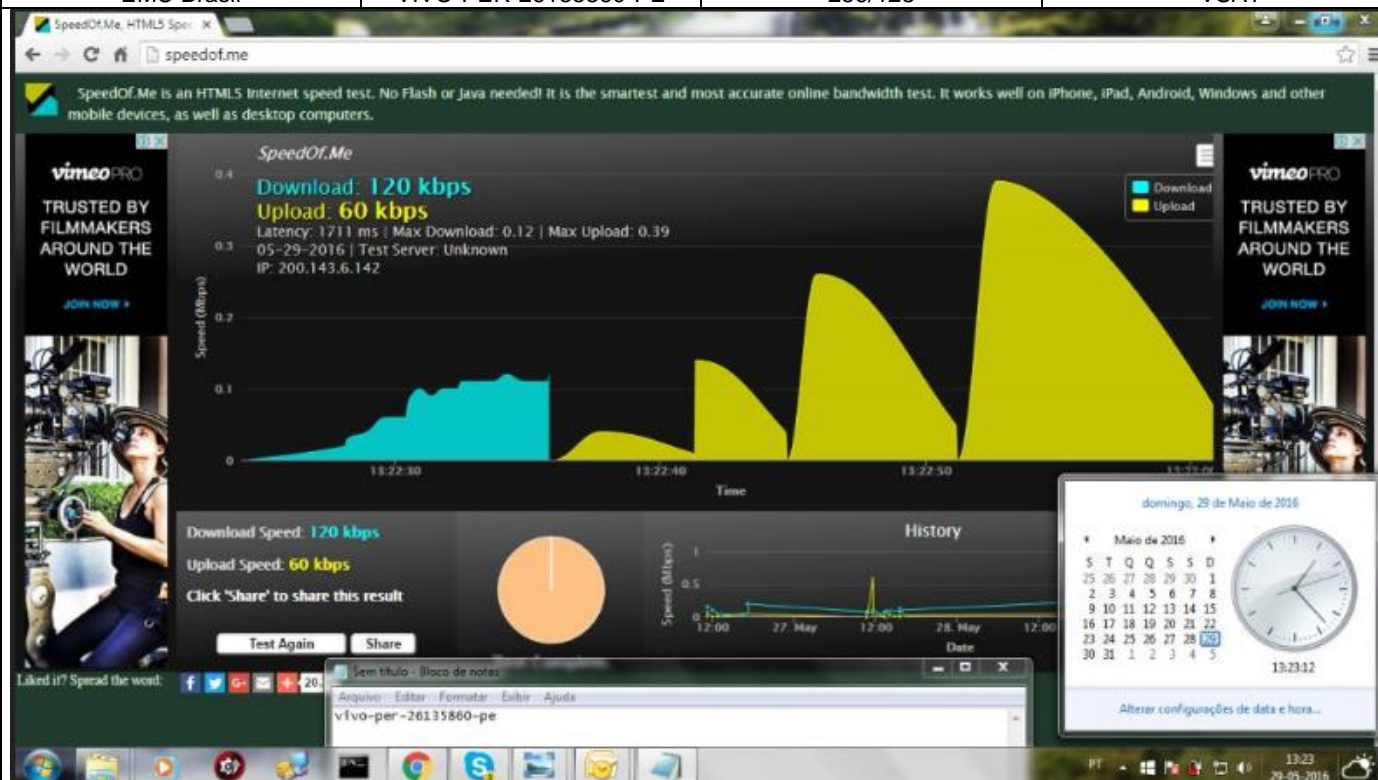 SpeedOf.Me, HTML5 Spe
speedof.me
SpeedOf.Me is an HTML5 Internet speed test. No Flash or Java needed! It is the smartest and most accurate online bandwidth test. It works well on iPhone, iPad, Android, Windows and other
mobile devices, as well as desktop computers.
vimeo PRO
TRUSTED BY
FILMMAKERS
AROUND THE
WORLD
JOIN NOW
SpeedOf.Me
Download: 120 kbps
Upload: 60 kbps
Latency: 1711 ms | Max Download: 0.12 | Max Upload: 0.39
05-29-2016 | Test Server: Unknown
IP: 200.143.6.142
Download
Upload
Speed (Mbps)
0.4
0.3
0.2
0.1
0
13:22:30
13:22:40
13:22:50
Time
vimeo PRO
TRUSTED BY
FILMMAKERS
AROUND THE
WORLD
JOIN NOW
Download Speed: 120 kbps
Upload Speed: 60 kbps
Click 'Share' to share this result
Test Again
Share
History
Speed (Mbps)
1
0.5
0
12:00 27. May 12:00 28. May 12:00
Date
domingo, 29 de Maio de 2016
Maio de 2016
S T Q Q S S D
25 26 27 28 29 30 1
2 3 4 5 6 7 8
9 10 11 12 13 14 15
16 17 18 19 20 21 22
23 24 25 26 27 28 29
30 31 1 2 3 4 5
13:23:12
Alterar configurações de data e hora...
Liked it? Spread the word:
Sem título - Bloco de notas
Arquivo Editar Formatar Exibir Ajuda
vivo-per-26135860-pe
PT
13:23
29-05-2016